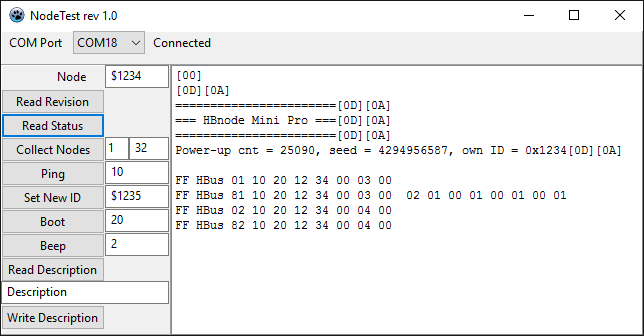 NodeTest rev 1.0
COM Port COM18 Connected
Node $1234
Read Revision
Read Status
Collect Nodes 1 32
Ping 10
Set New ID $1235
Boot 20
Beep 2
Read Description
Description
Write Description
[00]
[0D][0A]
=======================[0D][0A]
=== HBnode Mini Pro ===[0D][0A]
=======================[0D][0A]
Power-up cnt = 25090, seed = 4294956587, own ID = 0x1234[0D][0A]
FF HBus 01 10 20 12 34 00 03 00
FF HBus 81 10 20 12 34 00 03 00  02 01 00 01 00 01 00 01
FF HBus 02 10 20 12 34 00 04 00
FF HBus 82 10 20 12 34 00 04 00